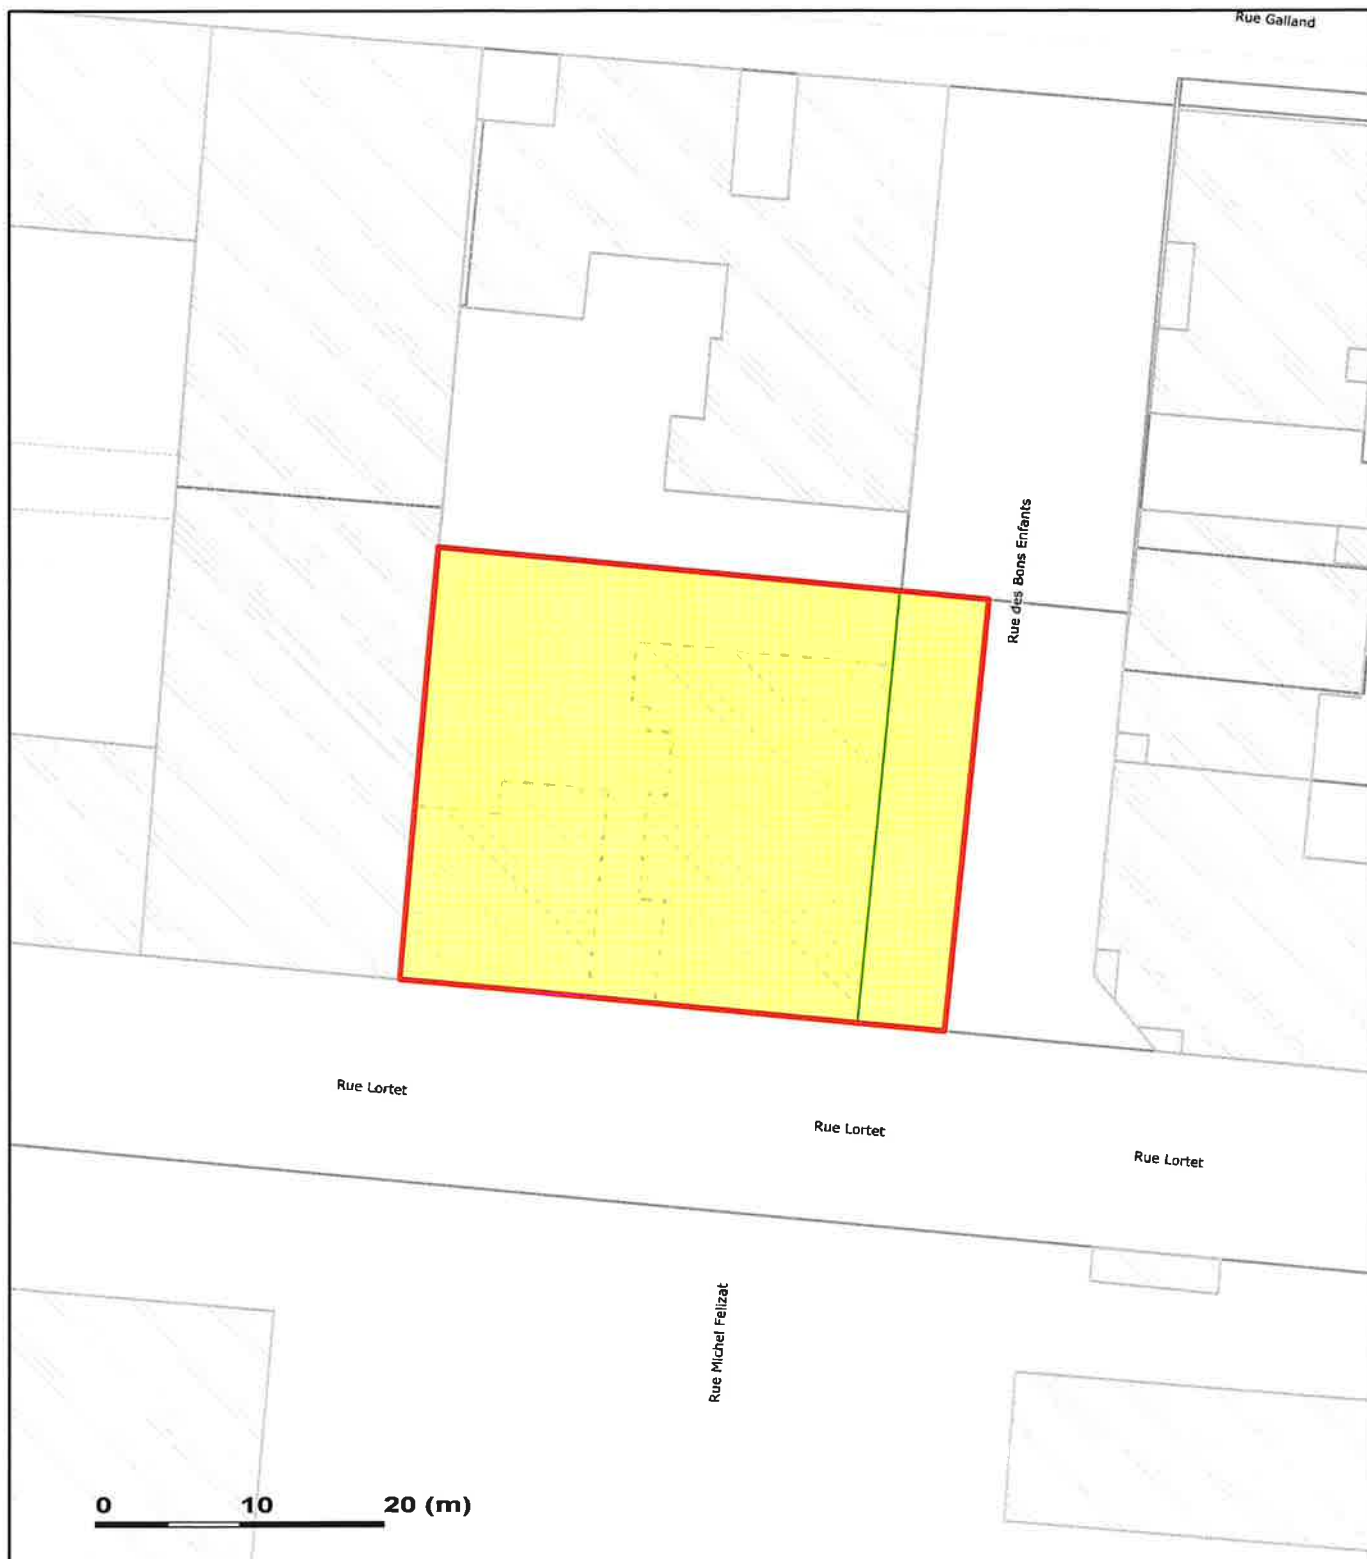 Rue Galland
Rue des Bons Enfants
Rue Lortet
Rue Lortet
Rue Lortet
Rue Michel Felizat
0 10 20 (m)